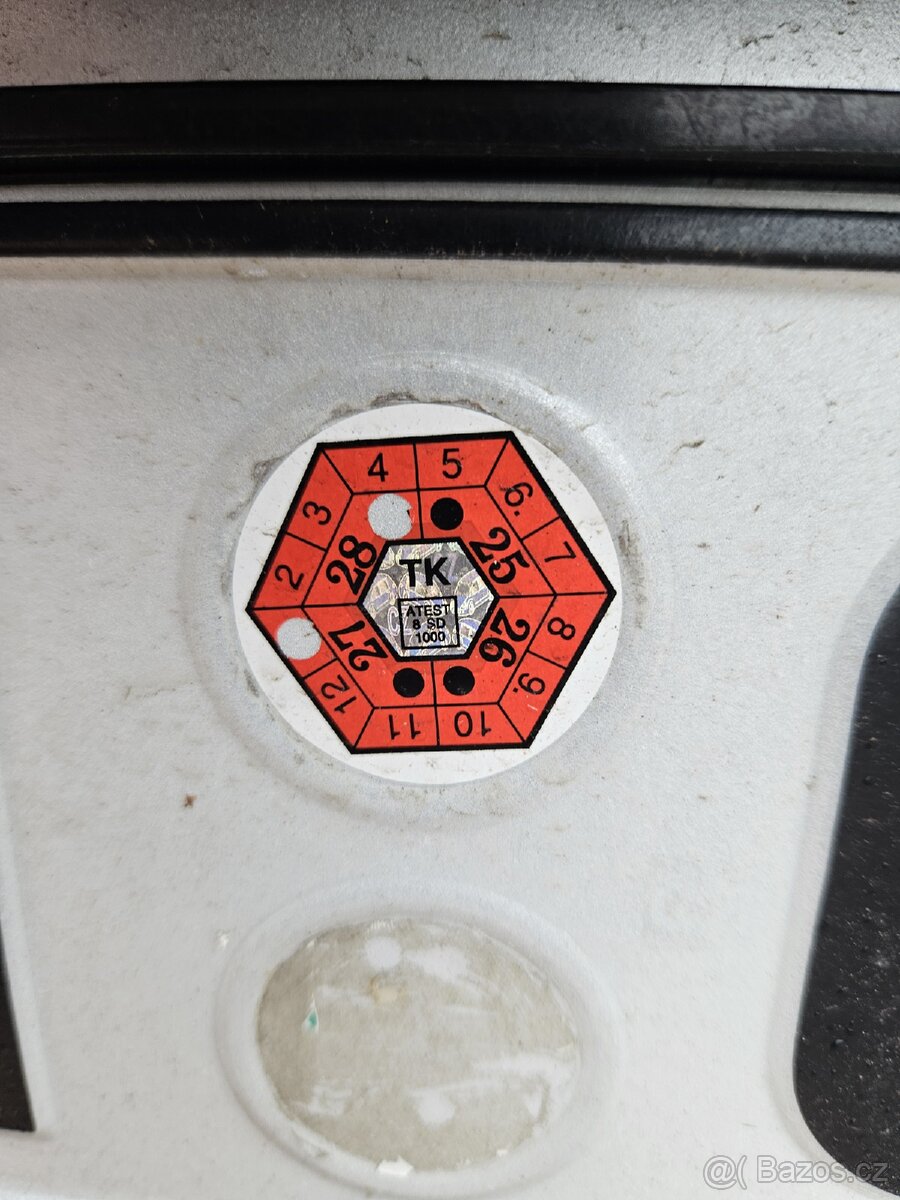 4 5
3 6.
2 7
28 25
TK
ATEST
8 SD
1000
27 26
8
12 9.
11 10
@( Bazos.cz